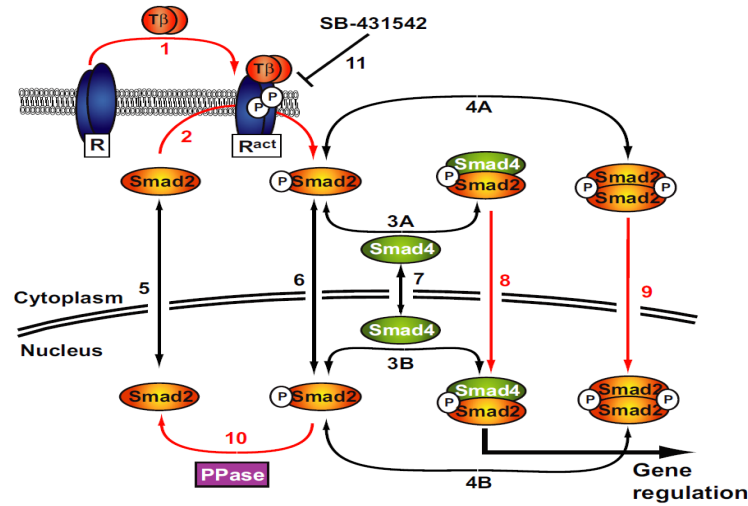 Tβ
SB-431542
1
11
Tβ
P
P
4A
2
R
Ract
Smad2
P
Smad2
Smad4
P
Smad2
Smad2
P
P
Smad2
3A
Smad4
5
6
7
8
9
Cytoplasm
Nucleus
Smad4
3B
Smad2
P
Smad2
Smad4
P
Smad2
Smad2
P
P
Smad2
10
PPase
4B
Gene
regulation